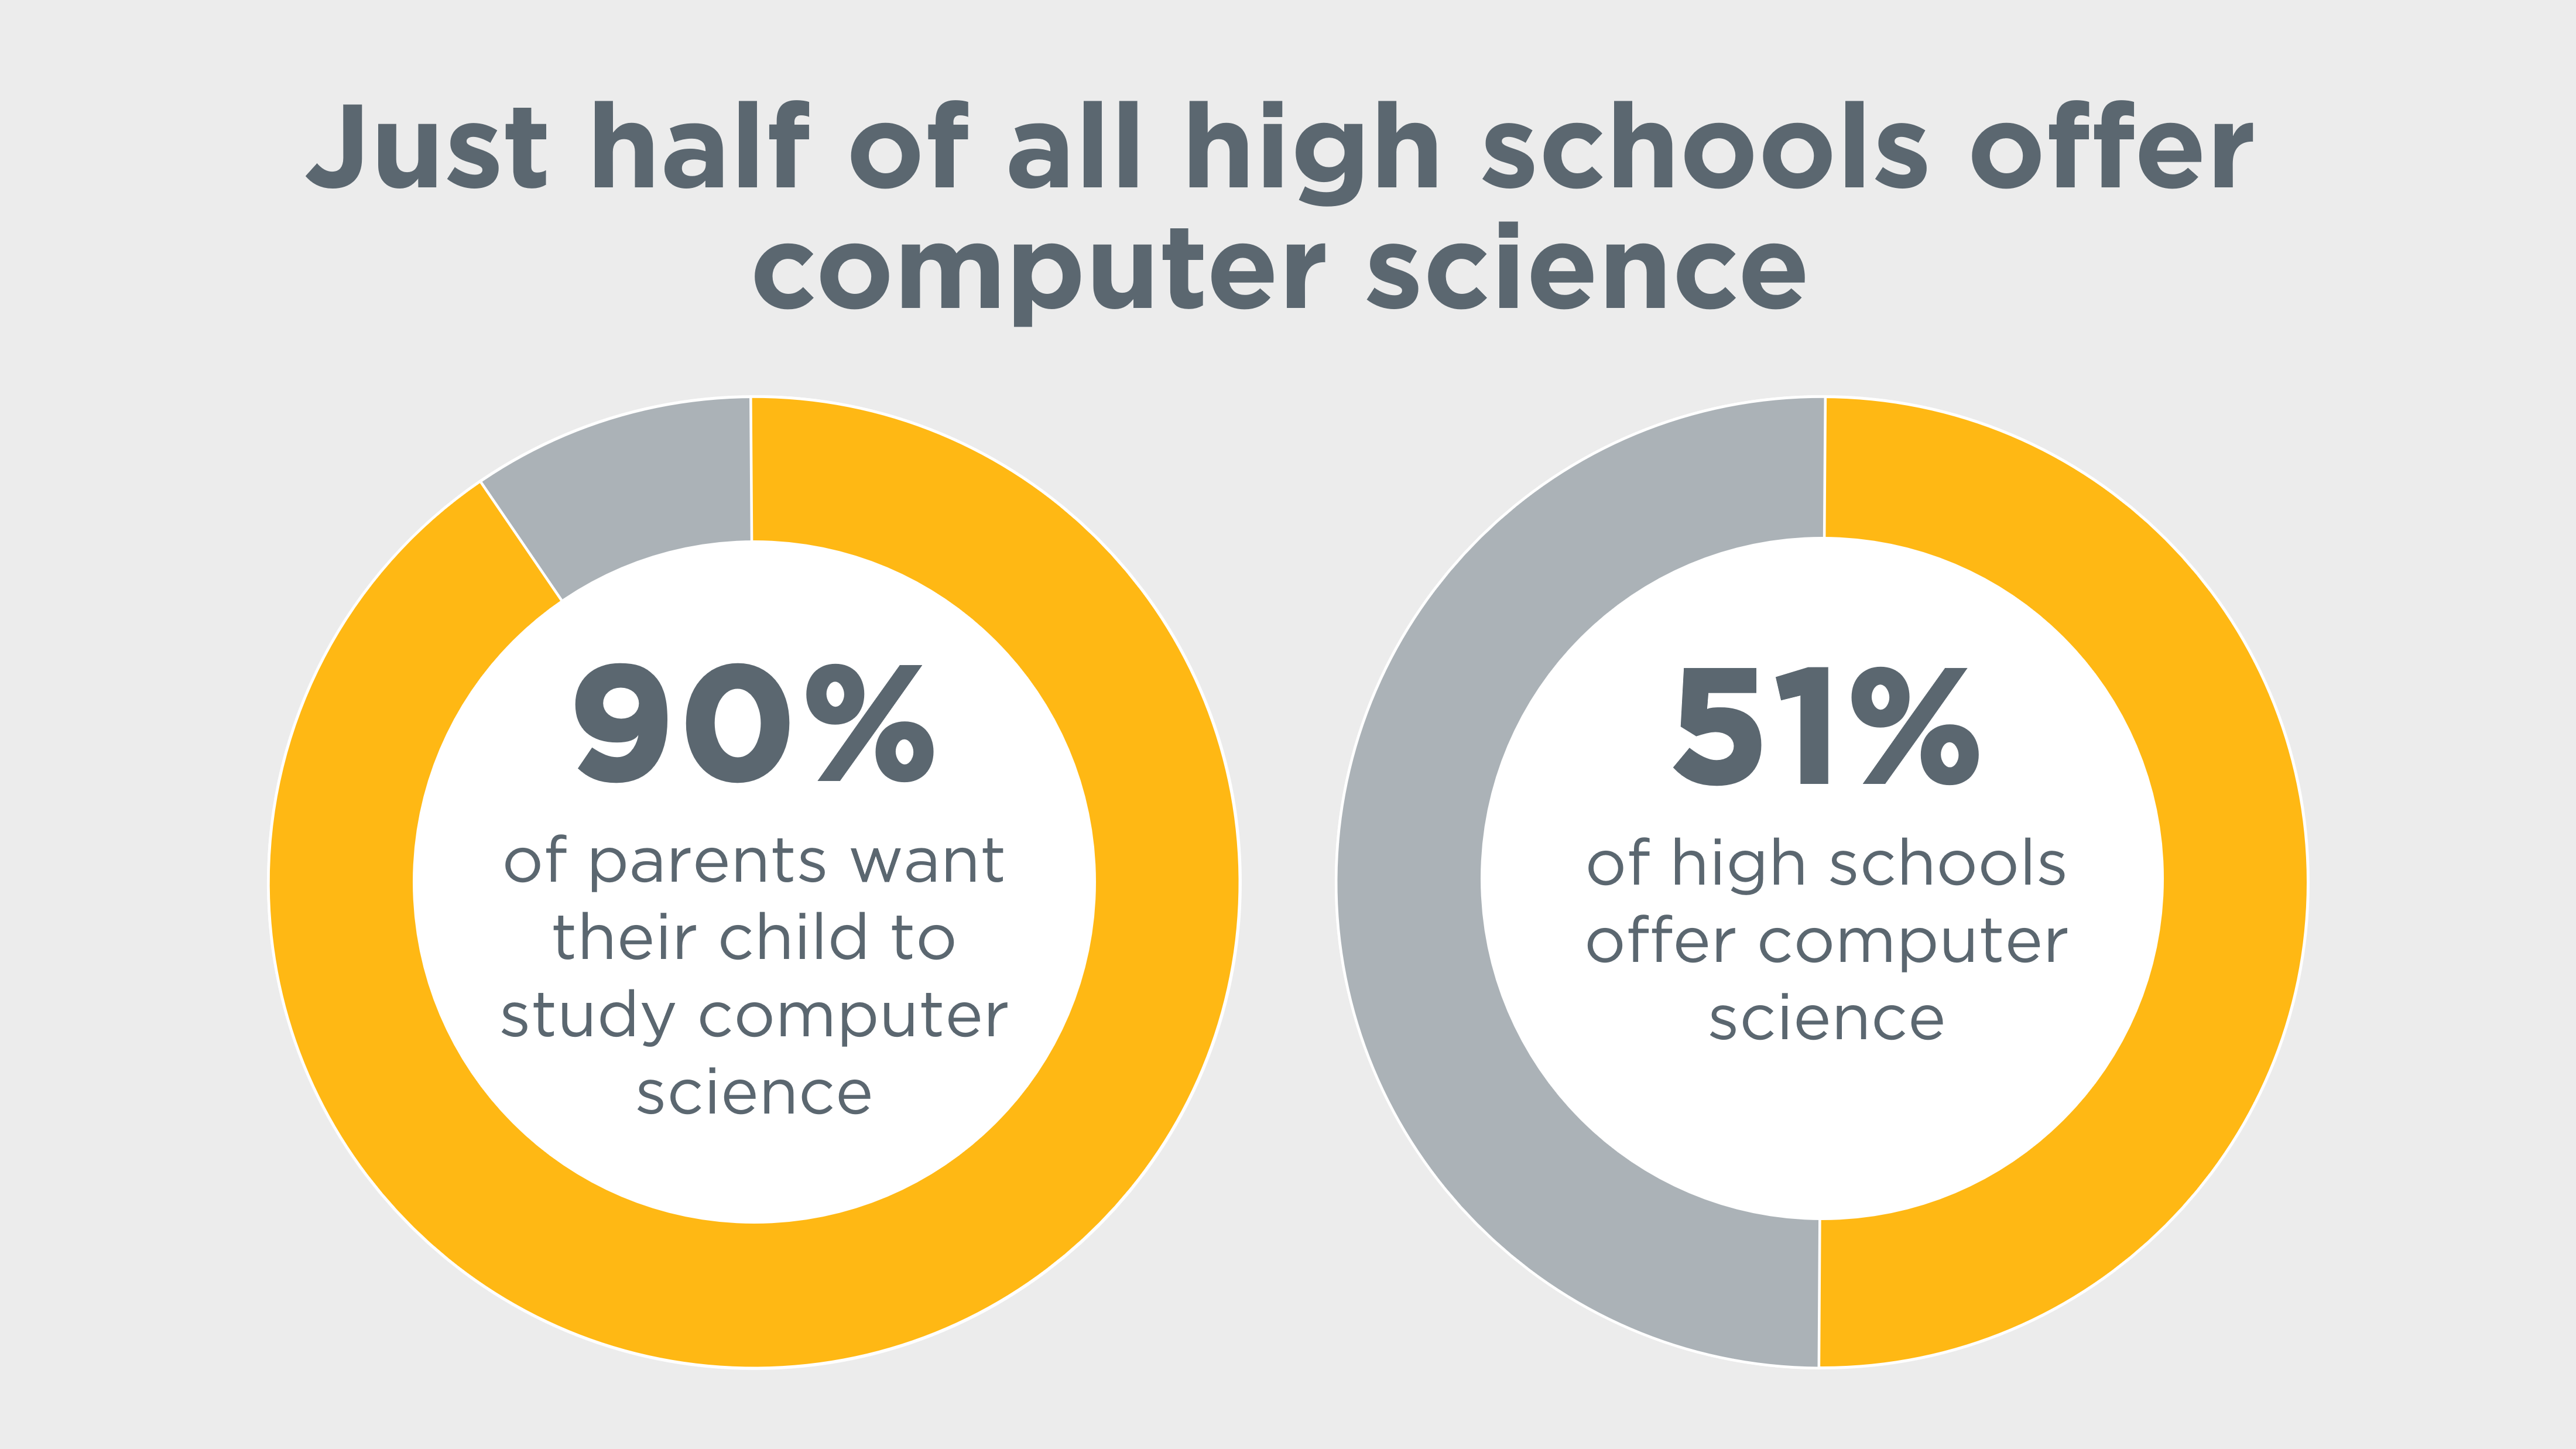 Just half of all high schools offer
computer science
90%
of parents want
their child to
study computer
science
51%
of high schools
offer computer
science